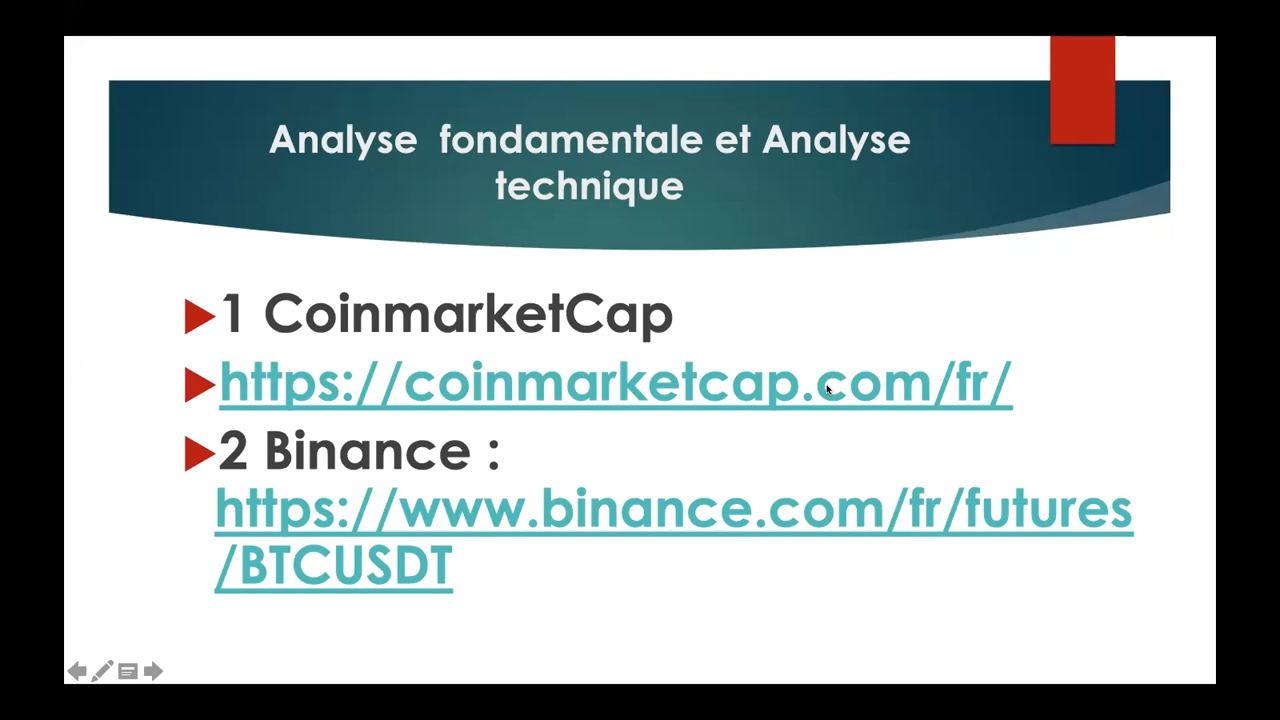 Analyse fondamentale et Analyse
technique
1 CoinmarketCap
https://coinmarketcap.com/fr/
2 Binance :
https://www.binance.com/fr/futures
/BTCUSDT